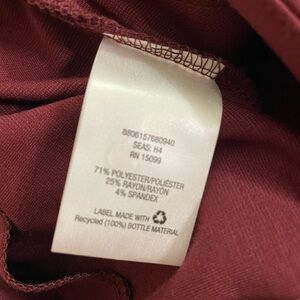 8806157680940
SEAS: H4
RN 15099
71% POLYESTER/POLIÉSTER
25% RAYON/RAYÓN
4% SPANDEX
LABEL MADE WITH
Recycled (100%) BOTTLE MATERIAL